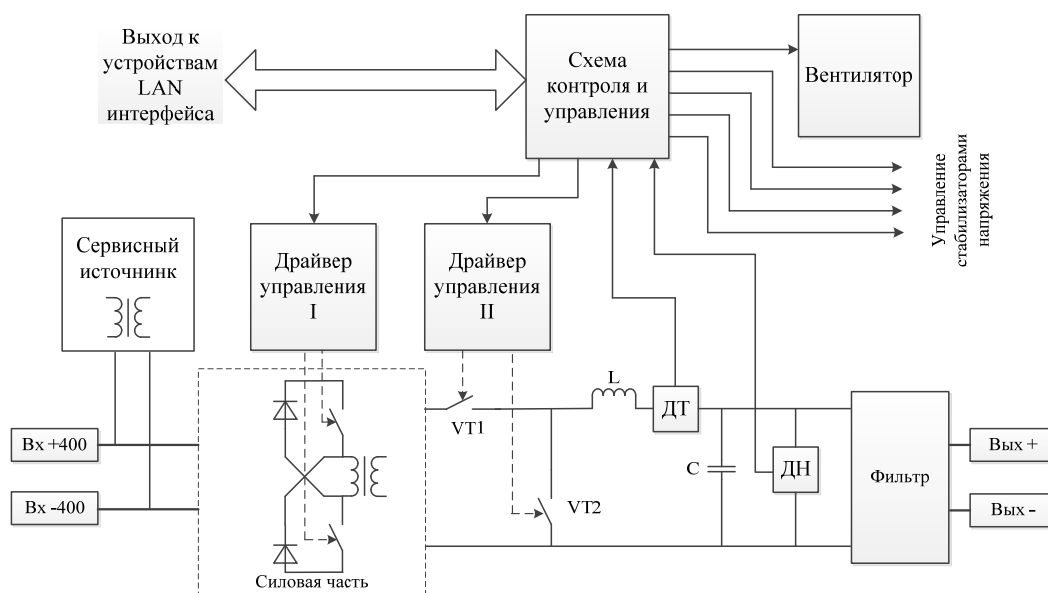 Выход к
устройствам
LAN
интерфейса
Схема
контроля и
управления
Вентилятор
Управление
стабилизаторами
напряжения
Сервисный
источнинк
Драйвер
управления
I
Драйвер
управления
II
L
ДТ
VT1
Вх +400
Вх -400
C
ДН
Фильтр
Вых +
Вых -
VT2
Силовая часть